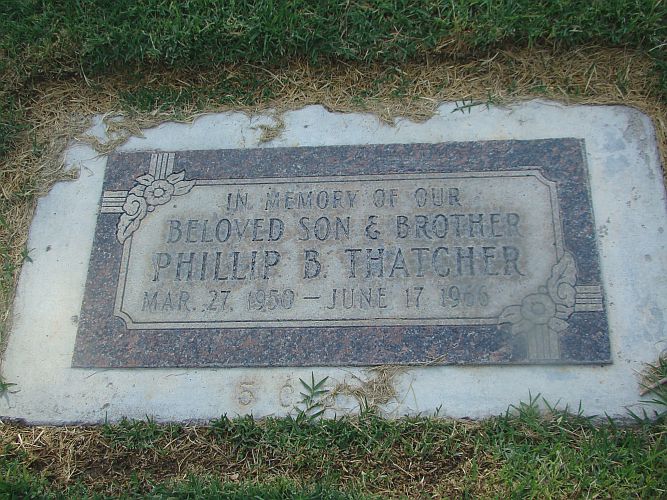 IN MEMORY OF OUR
BELOVED SON & BROTHER
PHILLIP B. THATCHER
MAR. 27, 1950 — JUNE 17, 1966